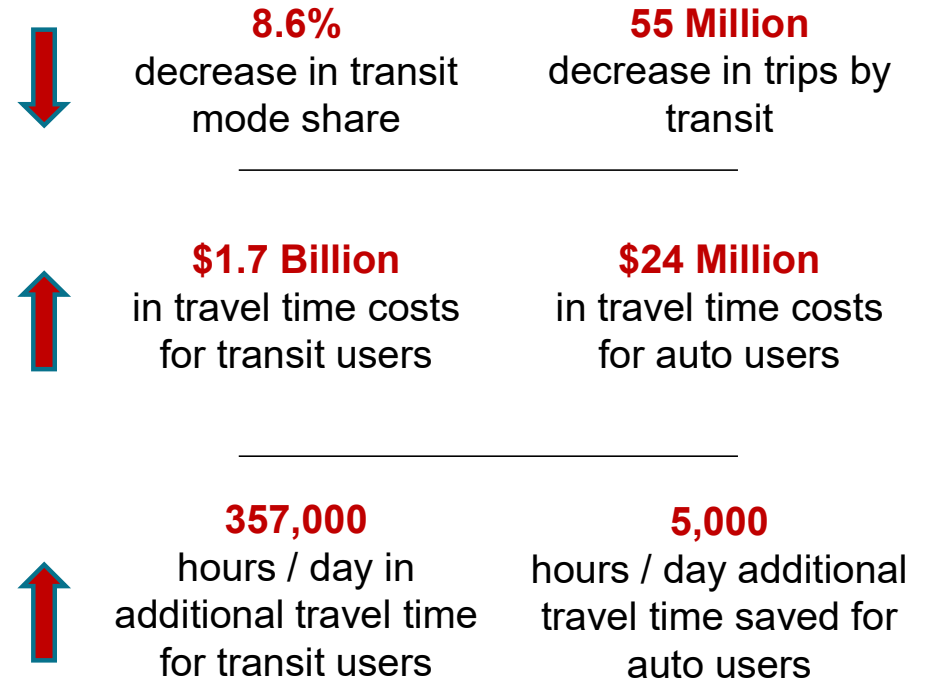 8.6%
decrease in transit
mode share
55 Million
decrease in trips by
transit
$1.7 Billion
in travel time costs
for transit users
$24 Million
in travel time costs
for auto users
357,000
hours / day in
additional travel time
for transit users
5,000
hours / day additional
travel time saved for
auto users